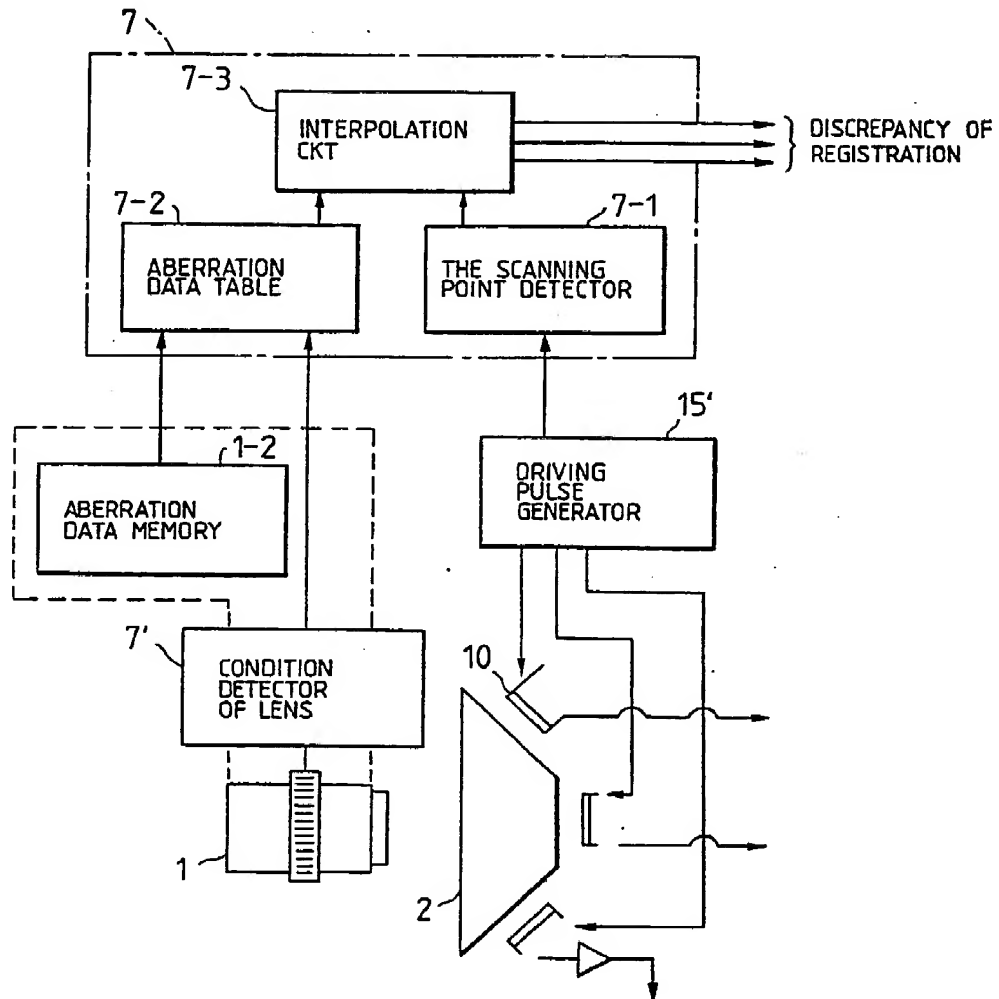 7
7-3
INTERPOLATION
CKT
DISCREPANCY OF
REGISTRATION
7-2
7-1
ABERRATION
DATA TABLE
THE SCANNING
POINT DETECTOR
15'
1-2
ABERRATION
DATA MEMORY
DRIVING
PULSE
GENERATOR
7'
CONDITION
DETECTOR
OF LENS
10
1
2